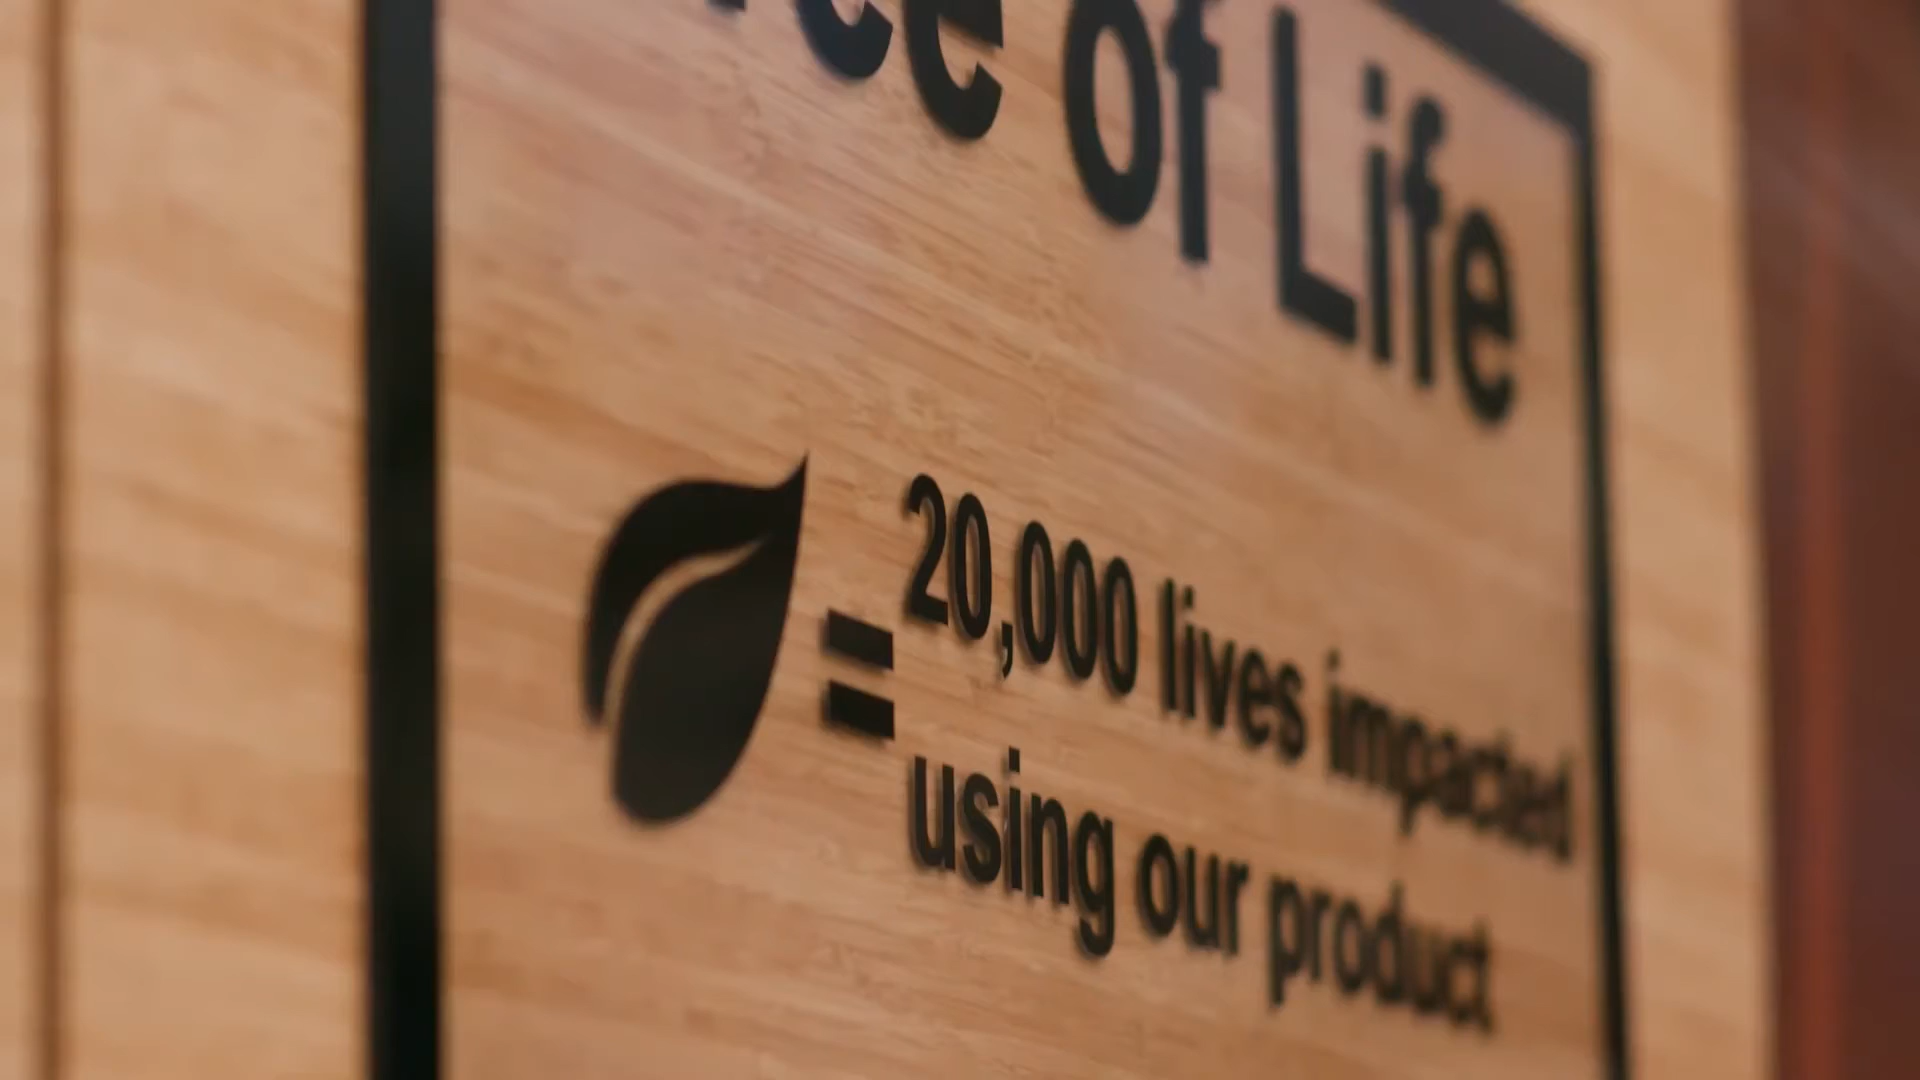 of Life
= 20,000 lives impacted
using our product